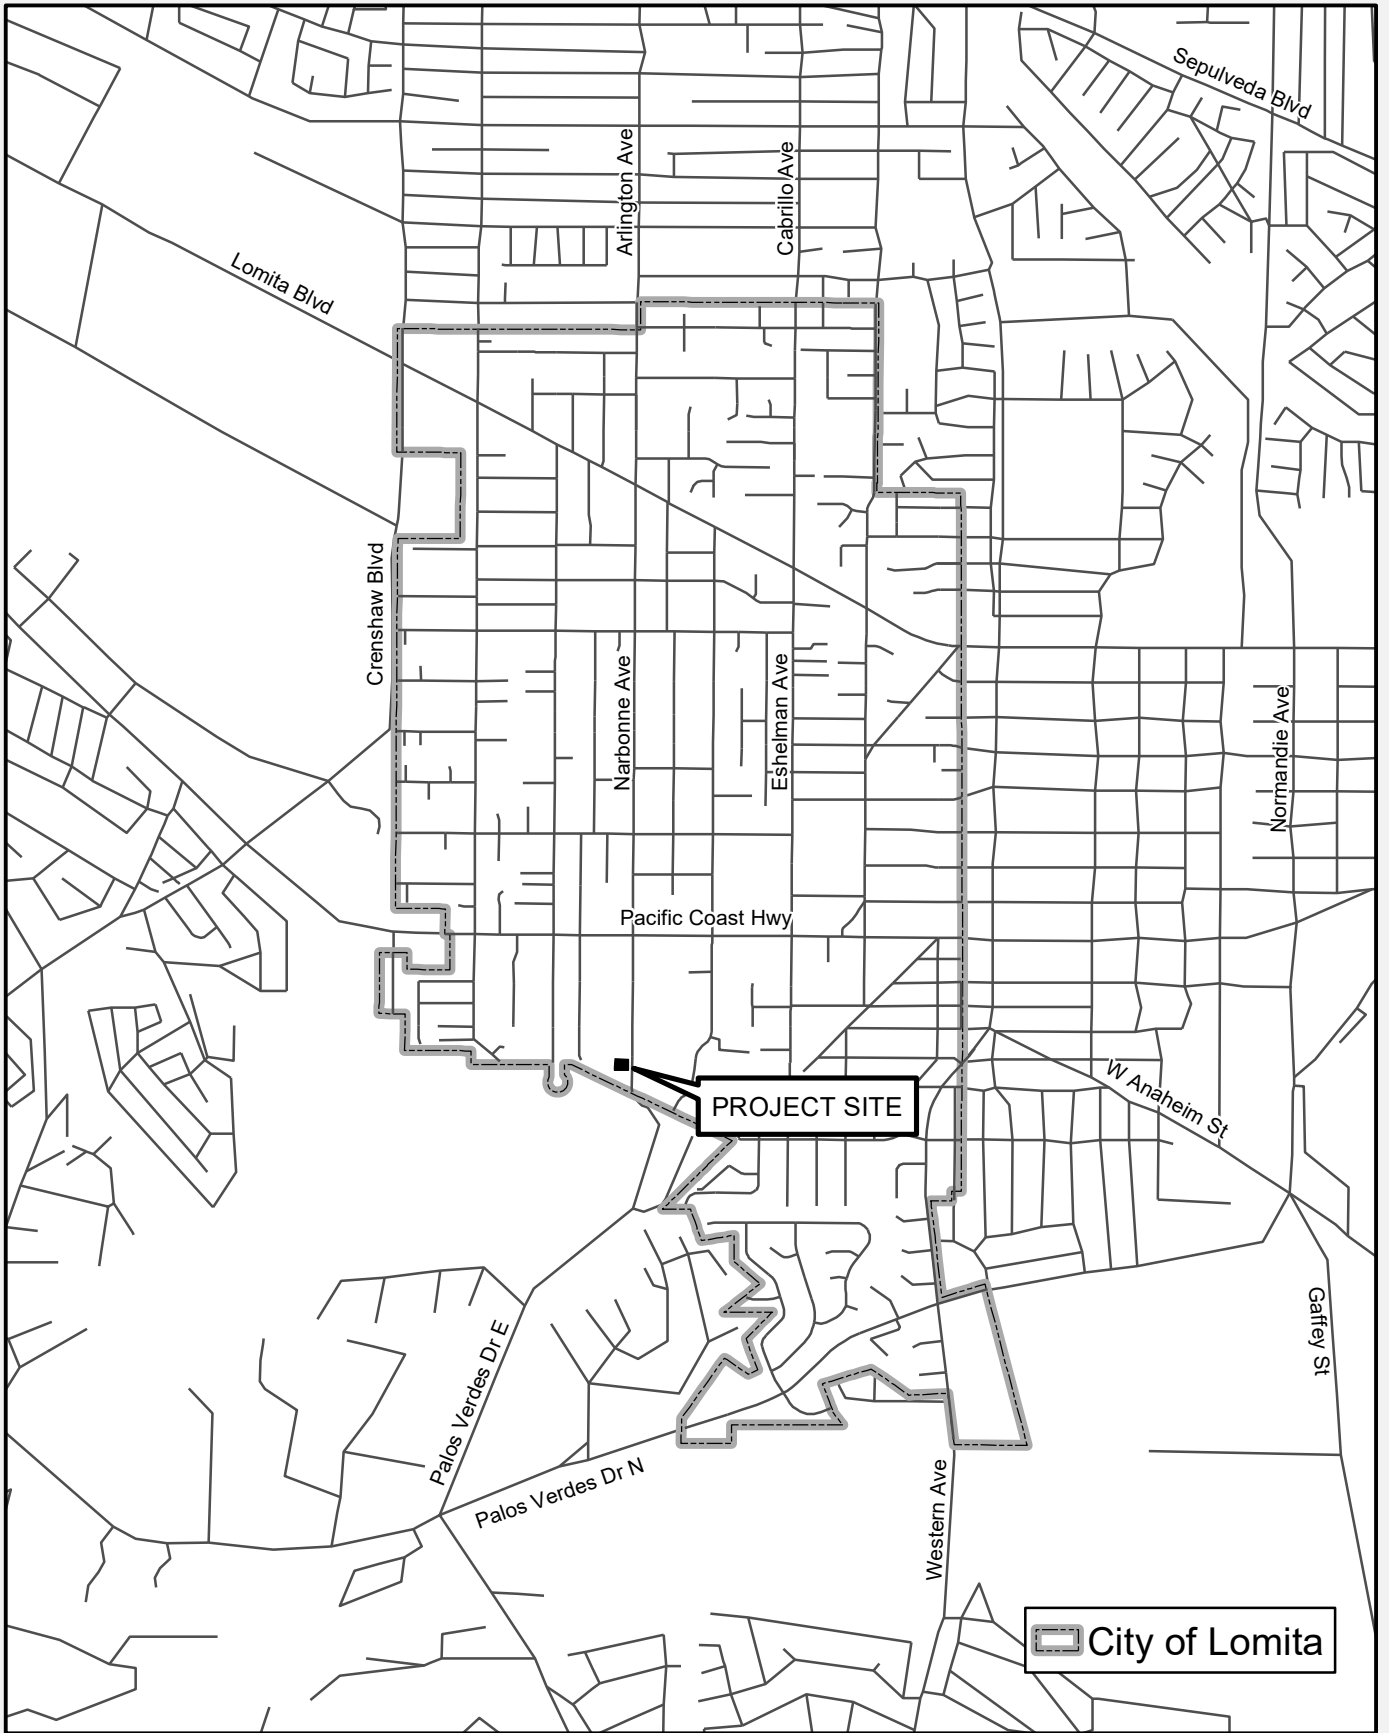 Sepulveda Blvd
Arlington Ave
Cabrillo Ave
Lomita Blvd
Crenshaw Blvd
Narbonne Ave
Eshelman Ave
Normandie Ave
Pacific Coast Hwy
W Anaheim St
PROJECT SITE
Gaffey St
Palos Verdes Dr E
Palos Verdes Dr N
Western Ave
City of Lomita